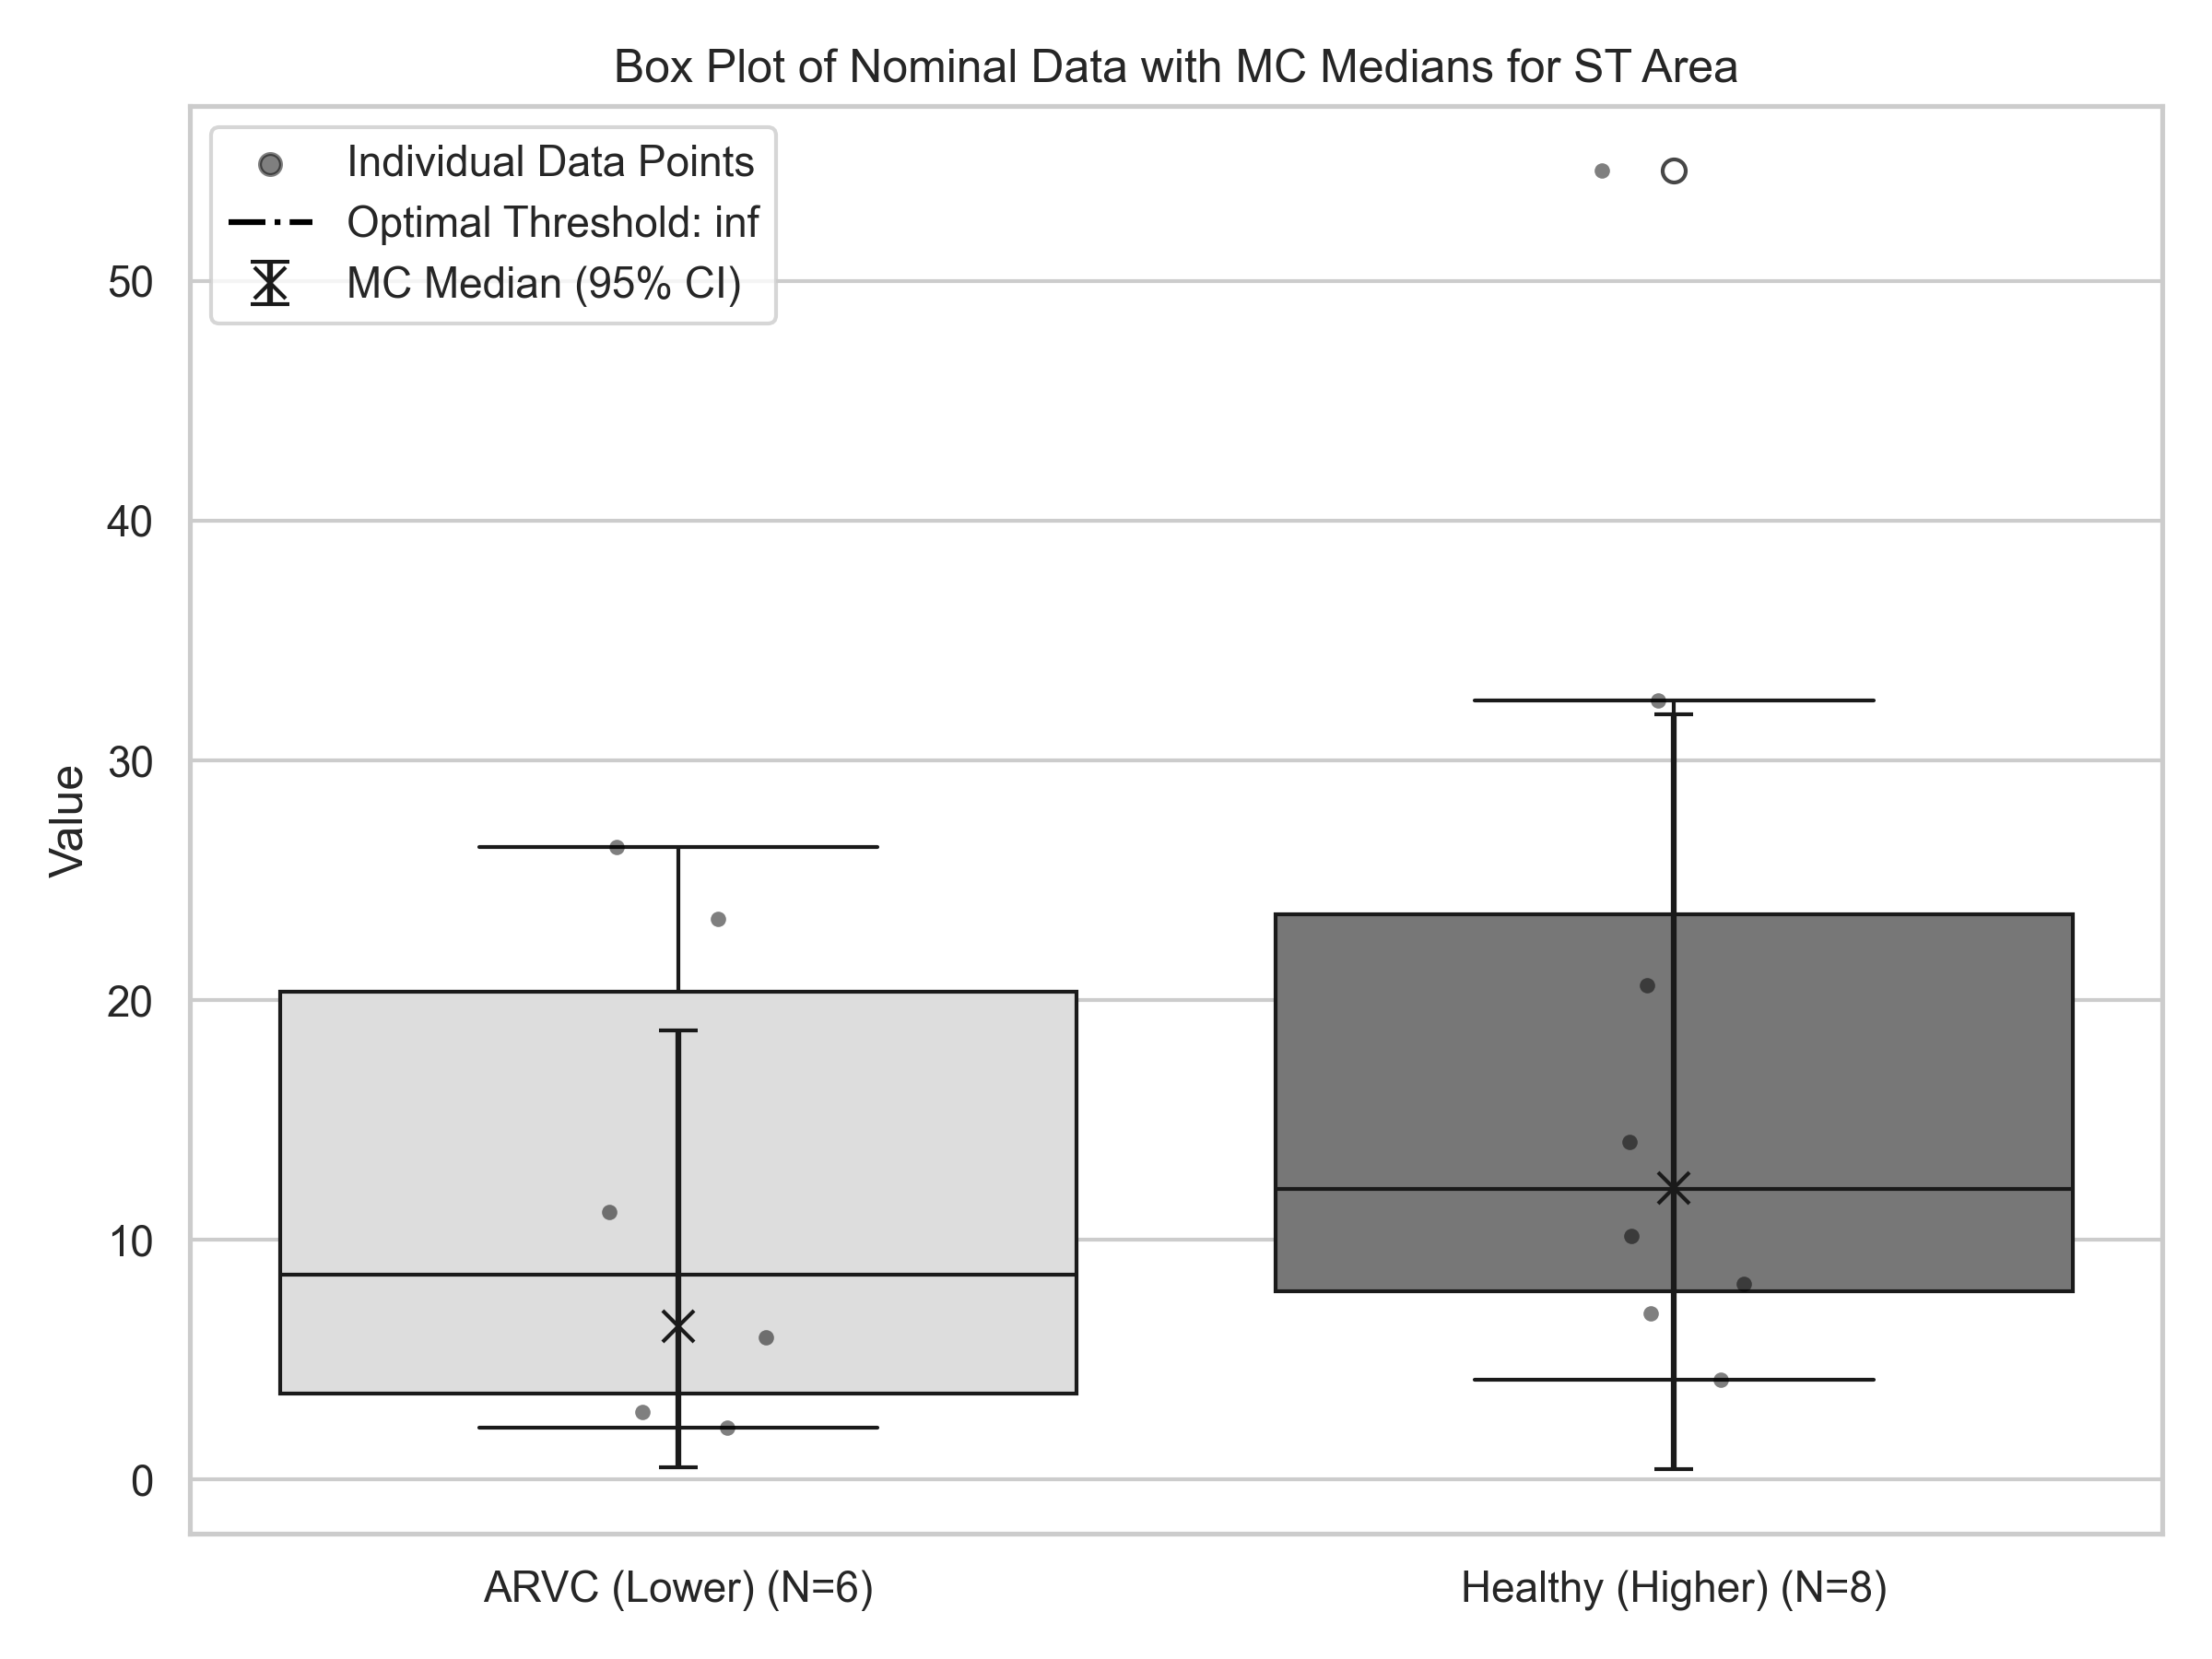 Box Plot of Nominal Data with MC Medians for ST Area
Individual Data Points
Optimal Threshold: inf
MC Median (95% CI)
50
40
30
20
10
0
Value
ARVC (Lower) (N=6)
Healthy (Higher) (N=8)